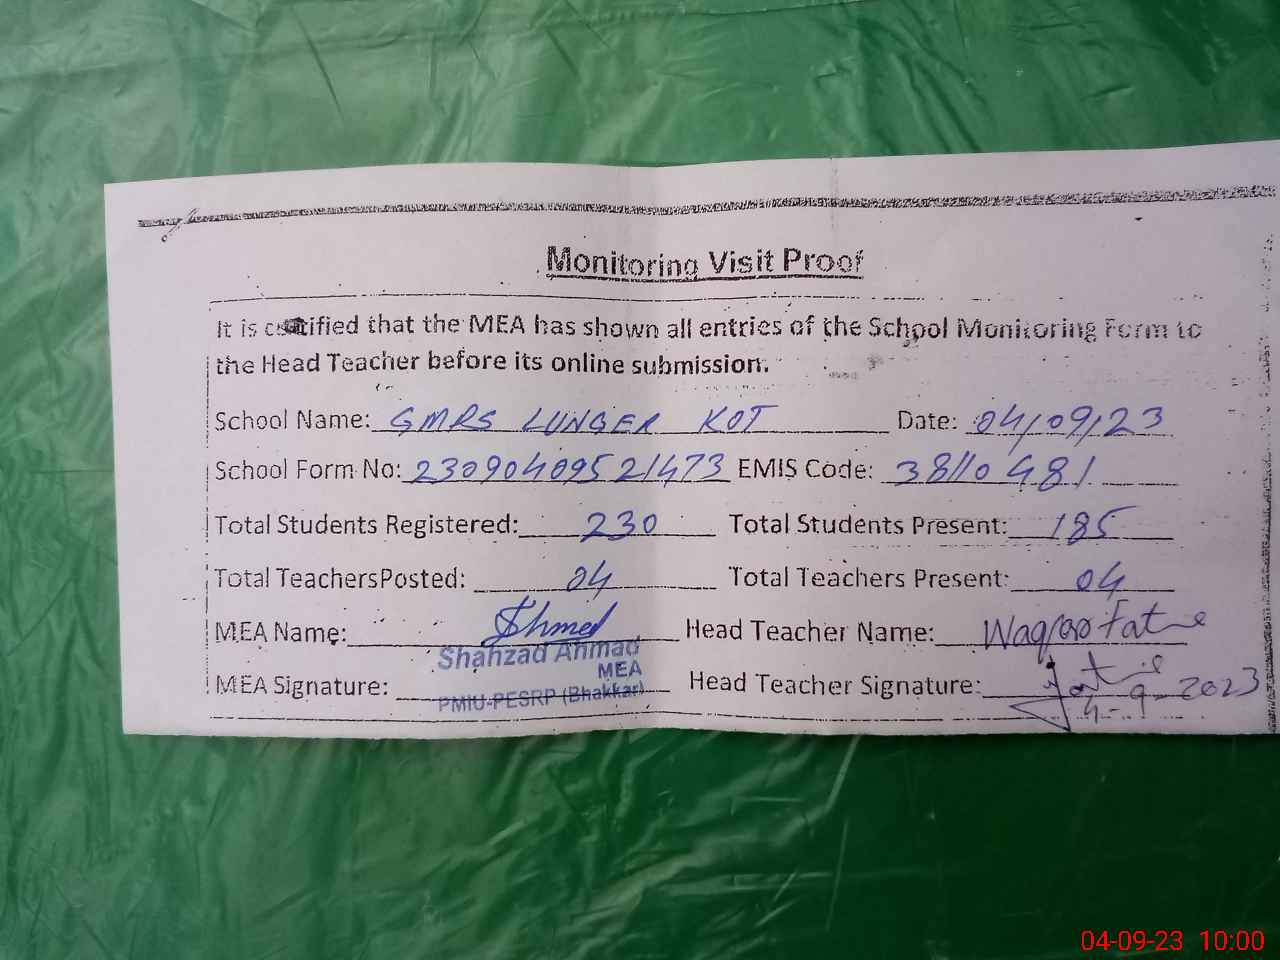 Monitoring Visit Proof
It is certified that the MEA has shown all entries of the School Monitoring Form to
the Head Teacher before its online submission.
School Name: GMPS LUNGER KOT Date: 04/09/23
School Form No: 23090409521473 EMIS Code: 38110481
Total Students Registered: 230 Total Students Present: 185
Total TeachersPosted: 04 Total Teachers Present: 04
MEA Name: Head Teacher Name:
Shahzad Ahmad
MEA
MEA Signature: PMIU-PESRP (Bhakkar) Head Teacher Signature:
4-9-2023
04-09-23 10:00